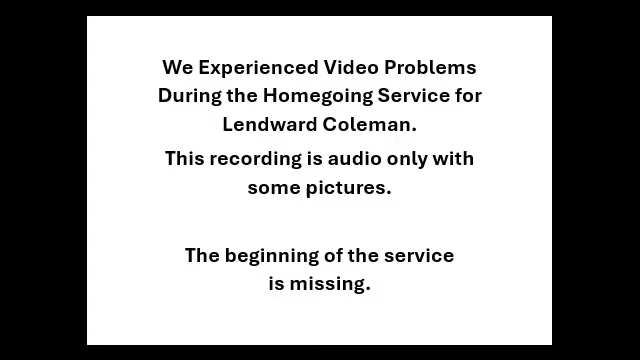 We Experienced Video Problems
During the Homegoing Service for
Lendward Coleman.
This recording is audio only with
some pictures.
The beginning of the service
is missing.